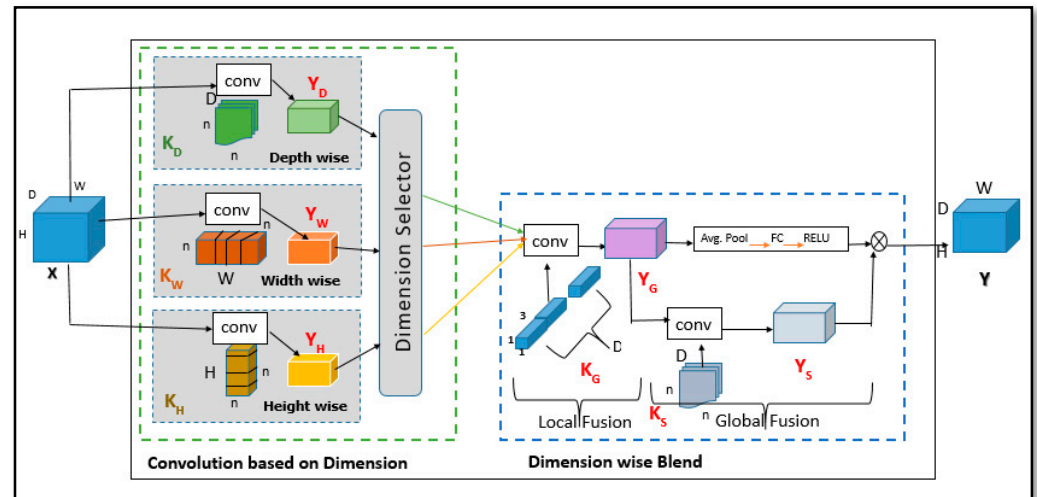 conv
Y_D
D
n
K_D
n
Depth wise
D
W
H
X
conv
Y_W
n
n
K_W
W
Width wise
conv
Y_H
H
n
K_H
n
Height wise
Dimension Selector
Convolution based on Dimension
conv
Y_G
Avg. Pool
FC
RELU
3
1
1
D
K_G
conv
D
n
n
K_S
Y_S
Local Fusion
Global Fusion
Dimension wise Blend
W
D
H
Y